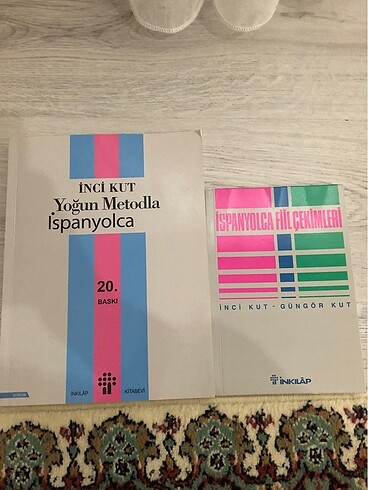 İNCİ KUT
Yoğun Metodla
İspanyolca
20.
BASKI
İNKILÂP
KİTABEVİ
İSPANYOLCA FİİL ÇEKİMLERİ
İNCİ KUT - GÜNGÖR KUT
İNKILÂP